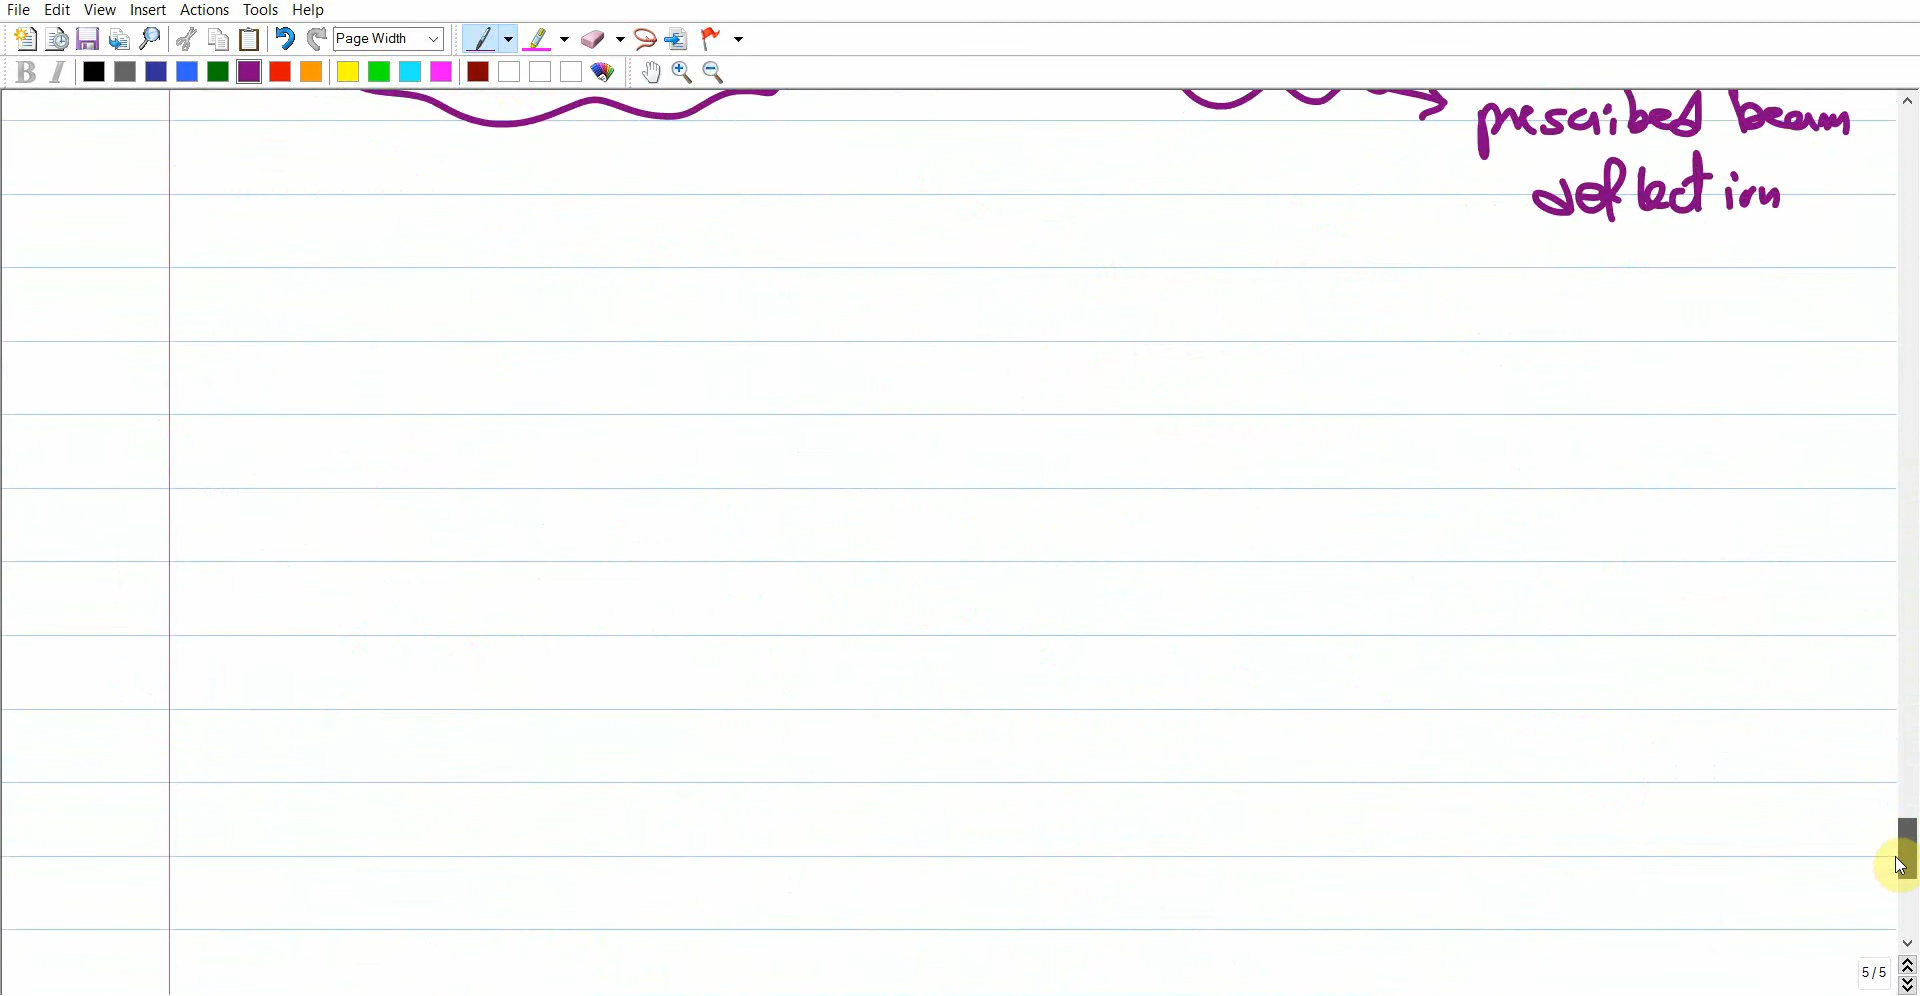 File Edit View Insert Actions Tools Help
Page Width
B I
prescribed beam
deflection
5/5